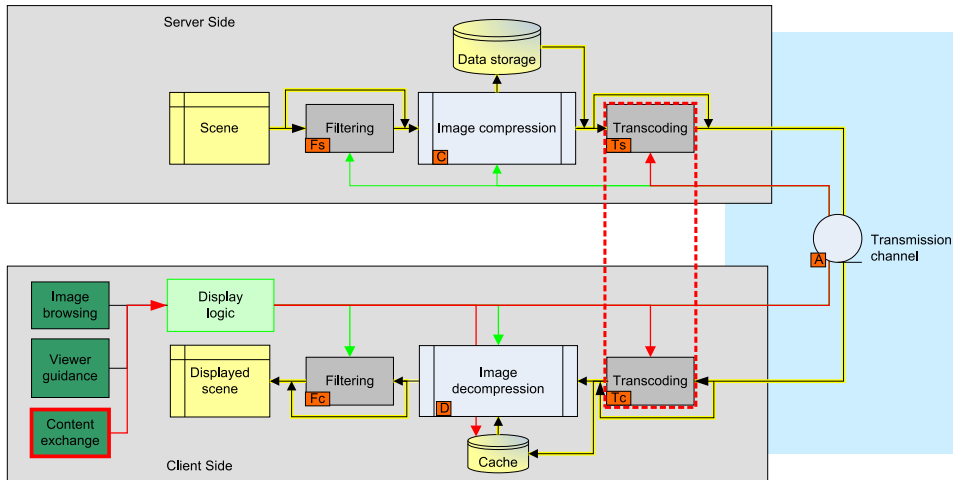 Server Side
Data storage
Scene
Filtering
Fs
Image compression
C
Transcoding
Ts
Transmission
channel
A
Image
browsing
Display
logic
Viewer
guidance
Displayed
scene
Filtering
Fc
Image
decompression
D
Transcoding
Tc
Content
exchange
Cache
Client Side